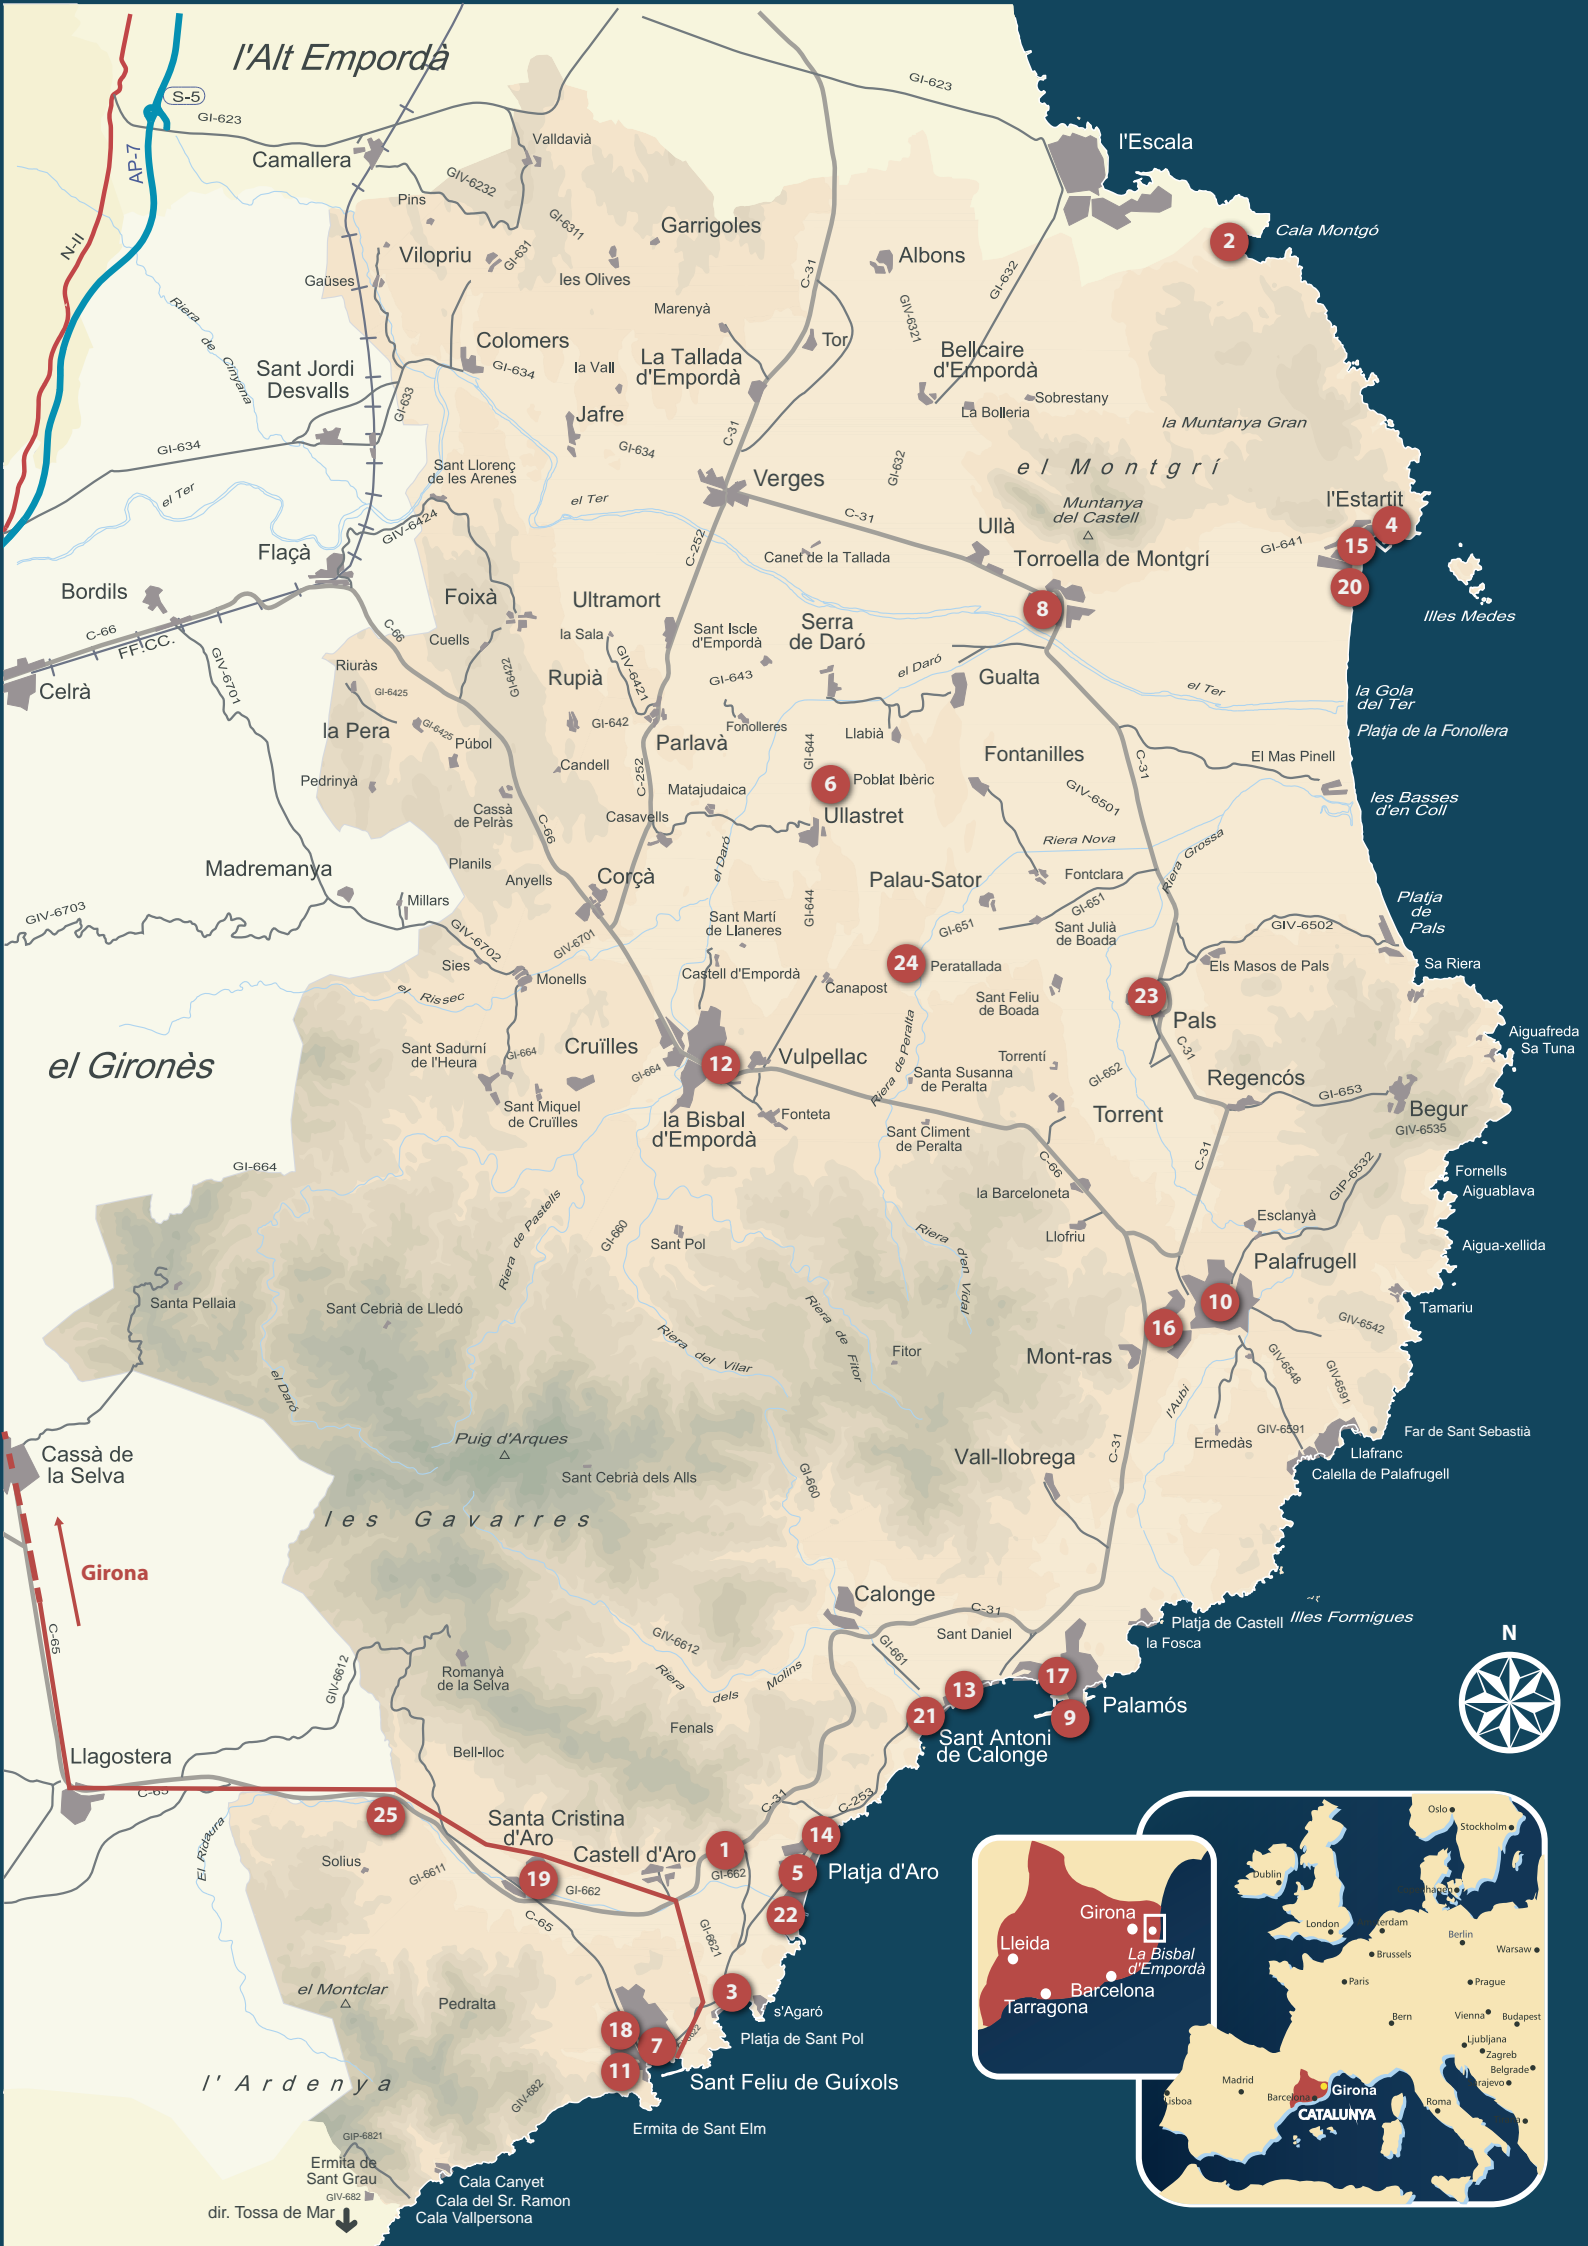 l'Alt Empordà
S-5
GI-623
GI-623
AP-7
N-II
l'Escala
Camallera
Valldavià
GIV-6232
Pins
GI-6311
Garrigoles
Cala Montgó
2
Vilopriu
GI-631
Albons
Gaüses
les Olives
C-31
GI-632
Riera
de
Cinyana
Marenyà
GIV-6321
Colomers
Tor
GI-634
la Vall
La Tallada
d'Empordà
Bellcaire
d'Empordà
Sant Jordi
Desvalls
GI-633
Sobrestany
La Bolleria
Jafre
la Muntanya Gran
GI-634
GI-634
C-31
GI-632
Sant Llorenç
de les Arenes
el Montgrí
el Ter
Verges
el Ter
Muntanya
del Castell
l'Estartit
4
C-31
Ullà
GIV-6424
15
GI-641
Flaçà
C-252
Canet de la Tallada
Torroella de Montgrí
20
Bordils
Foixà
Ultramort
8
Illes Medes
C-66
FF.CC.
C-66
Cuells
la Sala
Sant Iscle
d'Empordà
Serra
de Daró
GIV-6701
Riuràs
GI-6422
GIV-6421
el Daró
Celrà
GI-6425
Rupià
GI-643
Gualta
el Ter
la Gola
del Ter
la Pera
GI-6425
GI-642
Fonolleres
Platja de la Fonollera
Púbol
Parlavà
GI-644
Llabià
Fontanilles
C-31
El Mas Pinell
Pedrinyà
Candell
C-252
Matajudaica
6
Poblat Ibèric
GIV-6501
les Basses
d'en Coll
Cassà
de Pelràs
Casavells
Ullastret
C-66
Riera Nova
Riera Grossa
Madremanya
Planils
el Daró
Palau-Sator
Fontclara
Anyells
Corçà
Millars
GI-644
GI-651
Platja
de
Pals
GIV-6703
Sant Martí
de Llaneres
GI-651
Sant Julià
de Boada
GIV-6502
GIV-6702
GIV-6701
24
Peratallada
Els Masos de Pals
Sa Riera
Sies
Monells
Castell d'Empordà
Canapost
23
el Rissec
Sant Feliu
de Boada
Pals
Aiguafreda
Sa Tuna
el Gironès
Sant Sadurní
de l'Heura
GI-664
Cruïlles
GI-664
12
Vulpellac
Riera de Peralta
Torrentí
C-31
Santa Susanna
de Peralta
GI-652
Regencós
GI-653
Sant Miquel
de Cruïlles
la Bisbal
d'Empordà
Fonteta
Torrent
Begur
GIV-6535
Sant Climent
de Peralta
GI-664
C-66
C-31
GIP-6532
Fornells
Aiguablava
la Barceloneta
Riera de Pastells
GI-660
Sant Pol
Riera
d'en Vidal
Esclanyà
Llofriu
Aigua-xellida
Palafrugell
Santa Pellaia
Sant Cebrià de Lledó
Riera de Fitor
10
Tamariu
GIV-6542
Riera del Vilar
16
Fitor
Mont-ras
GIV-6548
GIV-6591
el Daró
l'Aubi
Puig d'Arques
Ermedàs
GIV-6591
Far de Sant Sebastià
Cassà de
la Selva
Llafranc
Vall-llobrega
C-31
Calella de Palafrugell
Sant Cebrià dels Alls
GI-660
les Gavarres
Girona
Calonge
C-65
C-31
Illes Formigues
Platja de Castell
GIV-6612
Sant Daniel
la Fosca
N
GI-661
GIV-6612
Romanyà
de la Selva
Riera
dels
Molins
17
13
Palamós
21
9
Fenals
Sant Antoni
de Calonge
Llagostera
Bell-lloc
C-65
C-31
C-253
25
Santa Cristina
d'Aro
14
El Ridaura
Castell d'Aro
1
Solius
GI-6611
GI-662
5
Platja d'Aro
19
GI-662
22
C-65
GI-6621
el Montclar
Pedralta
3
s'Agaró
18
Platja de Sant Pol
7
11
Sant Feliu de Guíxols
l'Ardenya
GIV-682
Ermita de Sant Elm
GIP-6821
Ermita de
Sant Grau
GIV-682
Cala Canyet
Cala del Sr. Ramon
Cala Vallpersona
dir. Tossa de Mar
Girona
Lleida
La Bisbal
d'Empordà
Barcelona
Tarragona
Oslo
Stockholm
Dublin
London
Berlin
Warsaw
Brussels
Paris
Prague
Vienna
Budapest
Bern
Ljubljana
Zagreb
Belgrade
Madrid
Barcelona
Girona
CATALUNYA
Roma